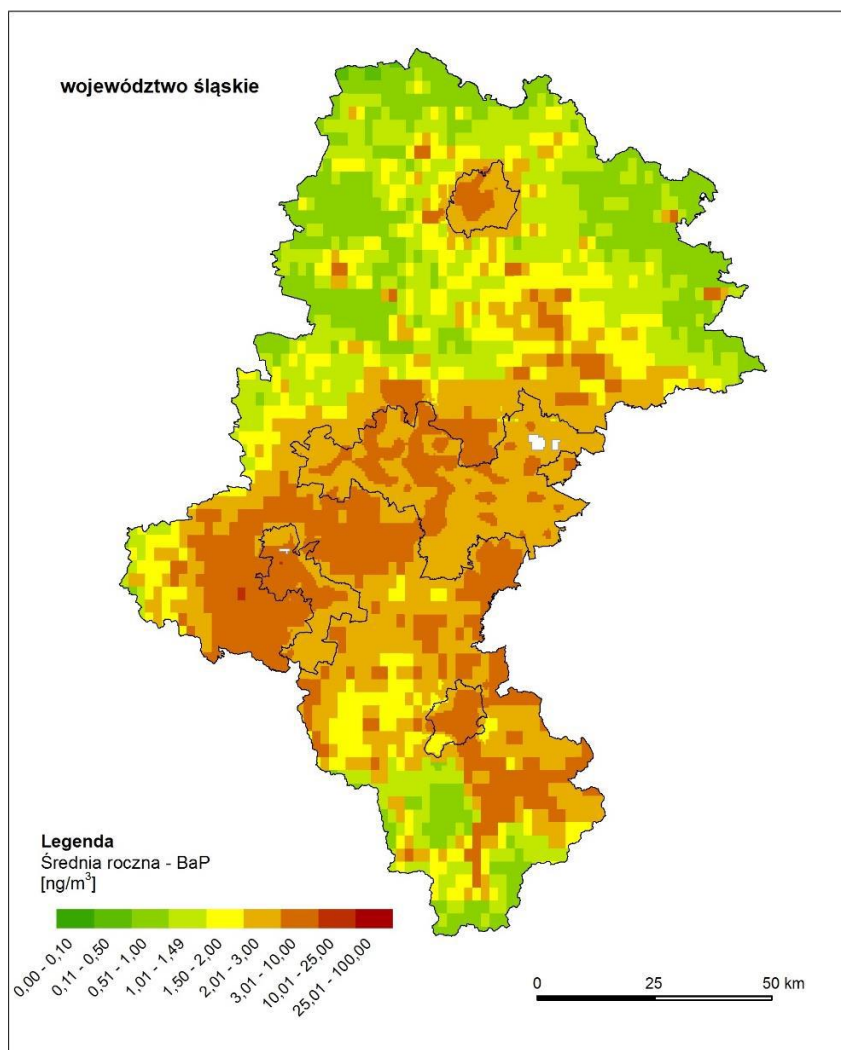 województwo śląskie
Legenda
Średnia roczna - BaP
[ng/m³]
0,00 - 0,10
0,11 - 0,50
0,51 - 1,00
1,01 - 1,49
1,50 - 2,00
2,01 - 3,00
3,01 - 10,00
10,01 - 25,00
25,01 - 100,00
0 25 50 km